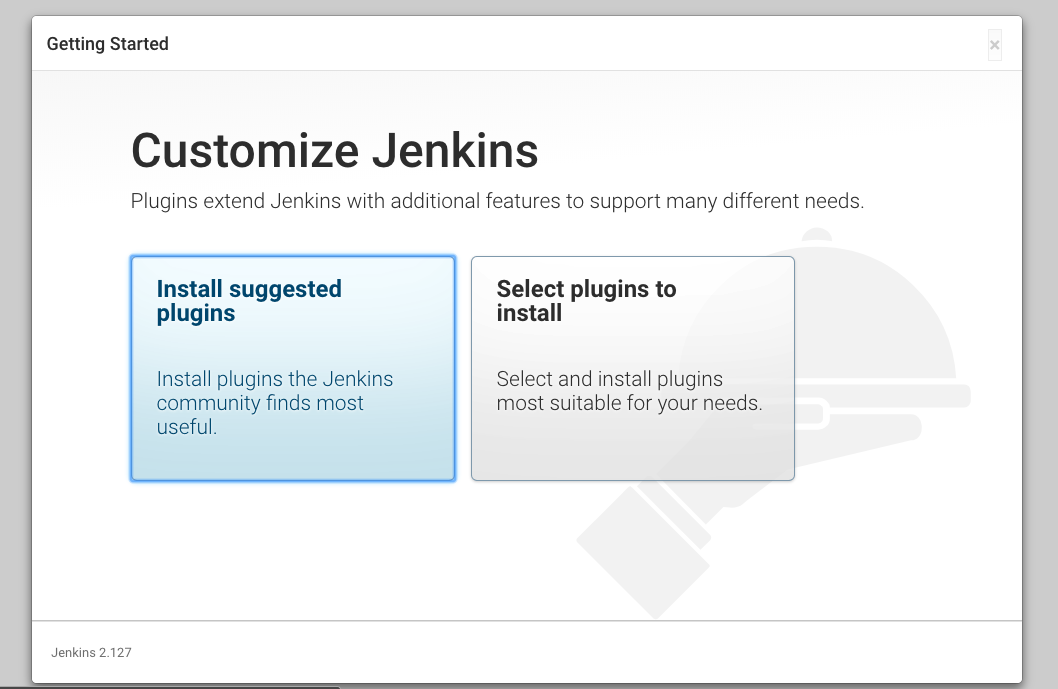 Getting Started
×
Customize Jenkins
Plugins extend Jenkins with additional features to support many different needs.
Install suggested
plugins
Install plugins the Jenkins
community finds most
useful.
Select plugins to
install
Select and install plugins
most suitable for your needs.
Jenkins 2.127